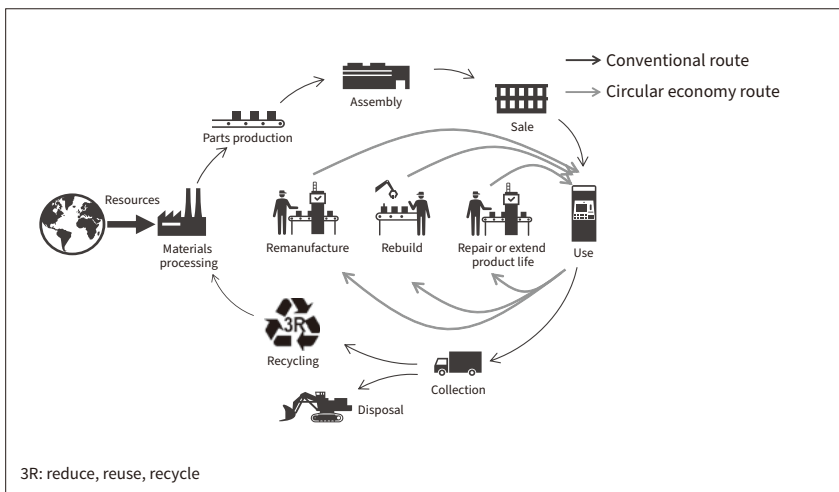 Conventional route
Circular economy route
Assembly
Sale
Parts production
Resources
Materials
processing
Remanufacture
Rebuild
Repair or extend
product life
Use
3R
Recycling
Collection
Disposal
3R: reduce, reuse, recycle